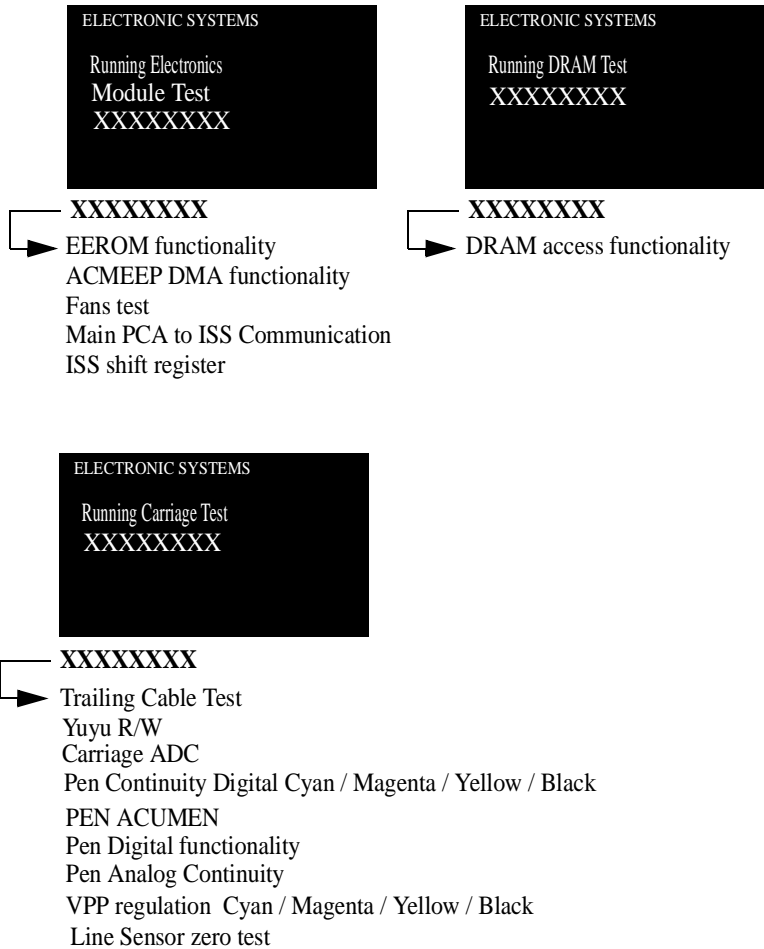 ELECTRONIC SYSTEMS
Running Electronics
Module Test
XXXXXXXX
XXXXXXXX
EEROM functionality
ACMEEP DMA functionality
Fans test
Main PCA to ISS Communication
ISS shift register
ELECTRONIC SYSTEMS
Running DRAM Test
XXXXXXXX
XXXXXXXX
DRAM access functionality
ELECTRONIC SYSTEMS
Running Carriage Test
XXXXXXXX
XXXXXXXX
Trailing Cable Test
Yuyu R/W
Carriage ADC
Pen Continuity Digital Cyan / Magenta / Yellow / Black
PEN ACUMEN
Pen Digital functionality
Pen Analog Continuity
VPP regulation Cyan / Magenta / Yellow / Black
Line Sensor zero test